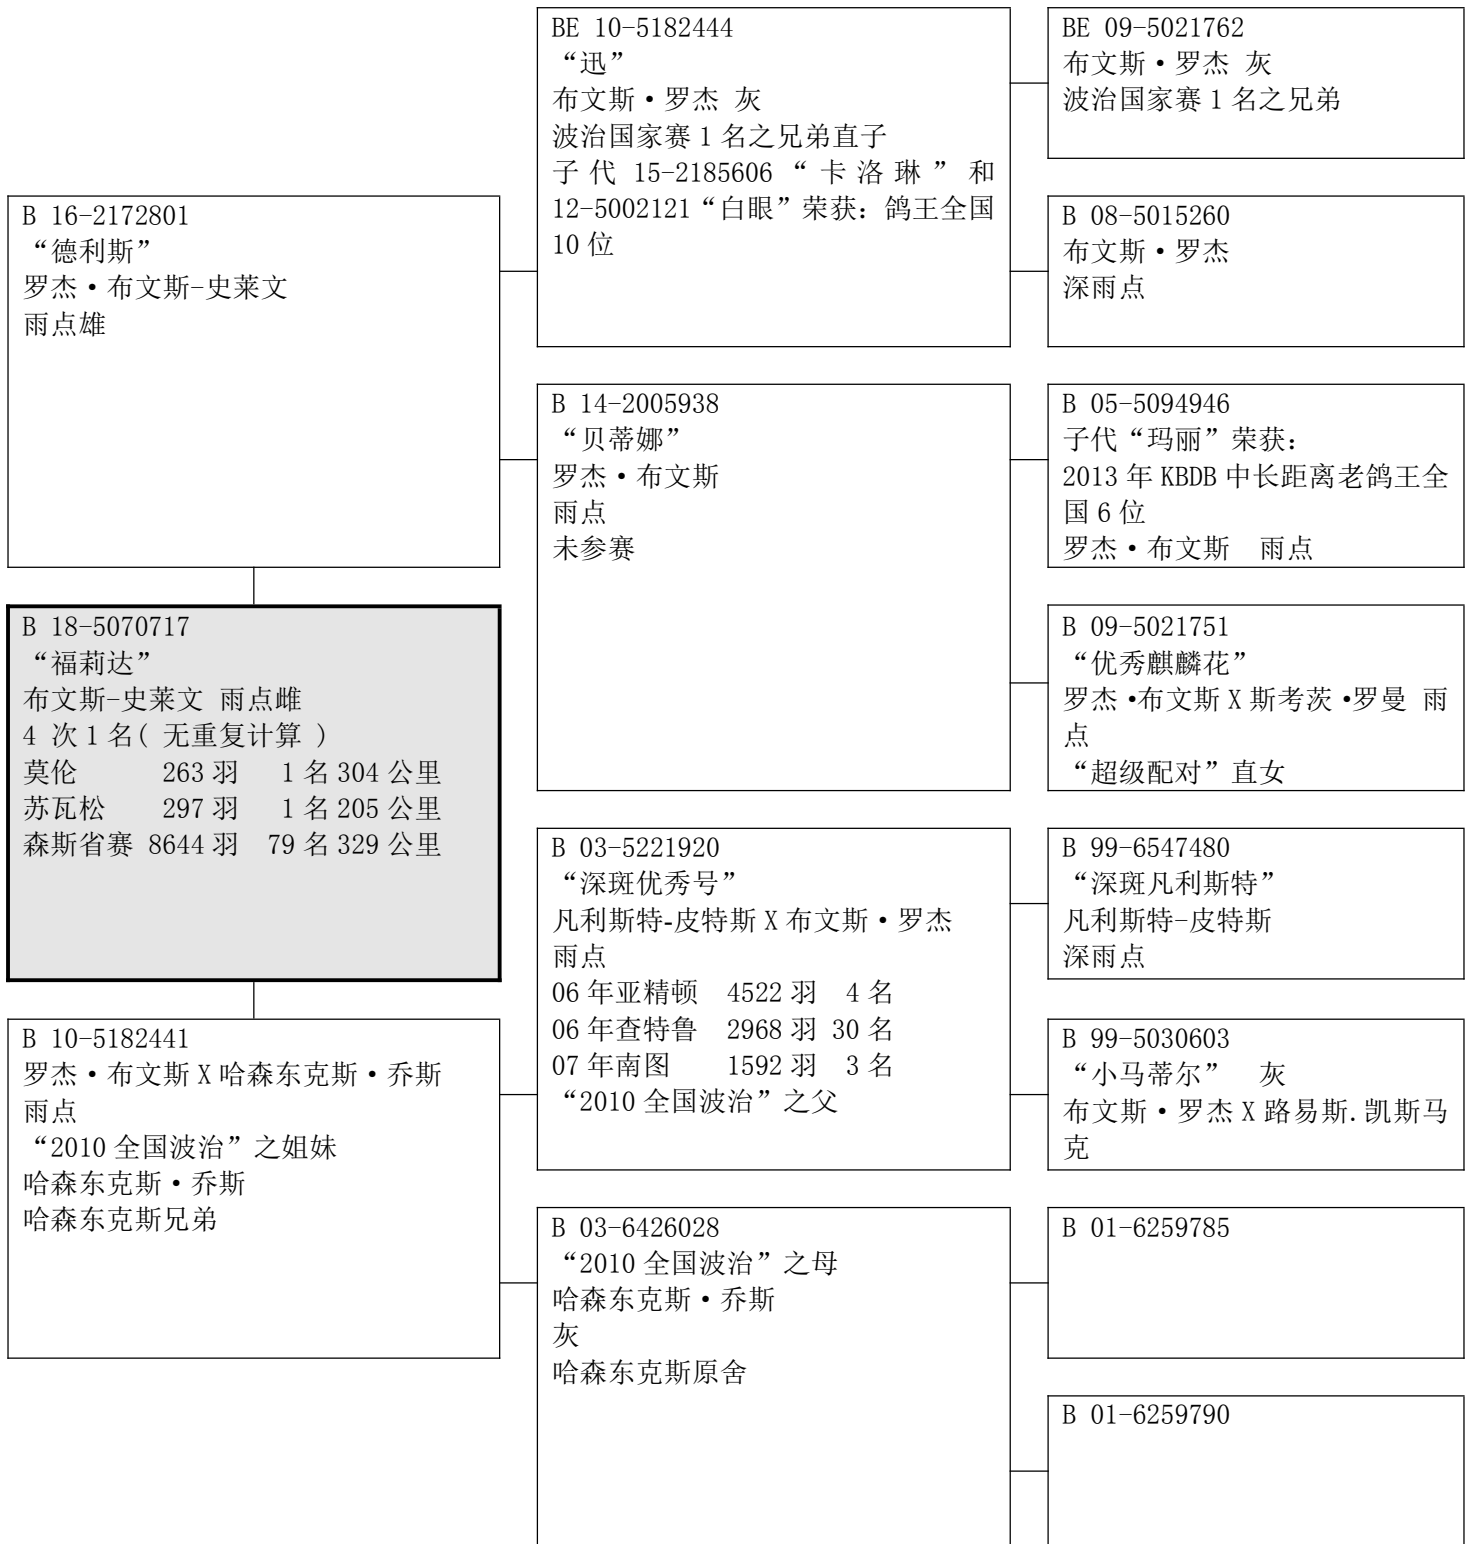 B 16-2172801
“德利斯”
罗杰·布文斯-史莱文
雨点雄
B 18-5070717
“福莉达”
布文斯-史莱文 雨点雌
4 次 1 名( 无重复计算 )
莫伦 263 羽 1 名 304 公里
苏瓦松 297 羽 1 名 205 公里
森斯省赛 8644 羽 79 名 329 公里
B 10-5182441
罗杰·布文斯 X 哈森东克斯·乔斯
雨点
“2010 全国波治”之姐妹
哈森东克斯·乔斯
哈森东克斯兄弟
BE 10-5182444
“迅”
布文斯·罗杰 灰
波治国家赛 1 名之兄弟直子
子代 15-2185606 “卡洛琳” 和
12-5002121“白眼”荣获：鸽王全国
10 位
B 14-2005938
“贝蒂娜”
罗杰·布文斯
雨点
未参赛
B 03-5221920
“深斑优秀号”
凡利斯特-皮特斯 X 布文斯·罗杰
雨点
06 年亚精顿 4522 羽 4 名
06 年查特鲁 2968 羽 30 名
07 年南图 1592 羽 3 名
“2010 全国波治”之父
B 03-6426028
“2010 全国波治”之母
哈森东克斯·乔斯
灰
哈森东克斯原舍
BE 09-5021762
布文斯·罗杰 灰
波治国家赛 1 名之兄弟
B 08-5015260
布文斯·罗杰
深雨点
B 05-5094946
子代“玛丽”荣获：
2013 年 KBDB 中长距离老鸽王全
国 6 位
罗杰·布文斯 雨点
B 09-5021751
“优秀麒麟花”
罗杰·布文斯 X 斯考茨·罗曼 雨
点
“超级配对”直女
B 99-6547480
“深斑凡利斯特”
凡利斯特-皮特斯
深雨点
B 99-5030603
“小马蒂尔” 灰
布文斯·罗杰 X 路易斯.凯斯马
克
B 01-6259785
B 01-6259790